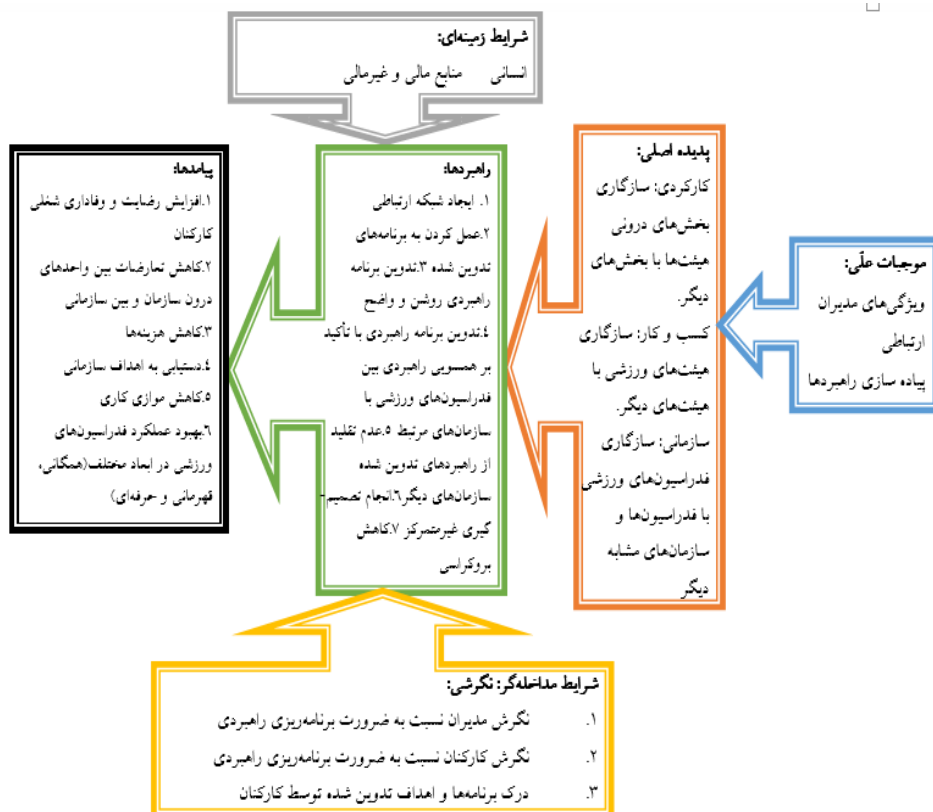 شرایط زمینه‌ای:
انسانی منابع مالی و غیرمالی
موجبات علّی:
ویژگی‌های مدیران
ارتباطی
پیاده سازی راهبردها
پدیده اصلی:
کارکردی: سازگاری
بخش‌های درونی
هیئت‌ها با بخش‌های
دیگر.
کسب و کار: سازگاری
هیئت‌های ورزشی با
هیئت‌های دیگر.
سازمانی: سازگاری
فدراسیون‌های ورزشی
با فدراسیون‌ها و
سازمان‌های مشابه
دیگر
راهبردها:
۱. ایجاد شبکه ارتباطی
۲.عمل کردن به برنامه‌های
تدوین شده ۳.تدوین برنامه
راهبردی روشن و واضح
۴.تدوین برنامه راهبردی با تأکید
بر همسویی راهبردی بین
فدراسیون‌های ورزشی با
سازمان‌های مرتبط ۵.عدم تقلید
از راهبردهای تدوین شده
سازمان‌های دیگر۶.انجام تصمیم-
گیری غیرمتمرکز ۷.کاهش
بروکراسی
پیامدها:
۱.افزایش رضایت و وفاداری شغلی
کارکنان
۲.کاهش تعارضات بین واحدهای
درون سازمان و بین سازمانی
۳.کاهش هزینه‌ها
۴.دستیابی به اهداف سازمانی
۵.کاهش موازی کاری
۶.بهبود عملکرد فدراسیون‌های
ورزشی در ابعاد مختلف(همگانی،
قهرمانی و حرفه‌ای)
شرایط مداخله‌گر: نگرشی:
۱. نگرش مدیران نسبت به ضرورت برنامه‌ریزی راهبردی
۲. نگرش کارکنان نسبت به ضرورت برنامه‌ریزی راهبردی
۳. درک برنامه‌ها و اهداف تدوین شده توسط کارکنان